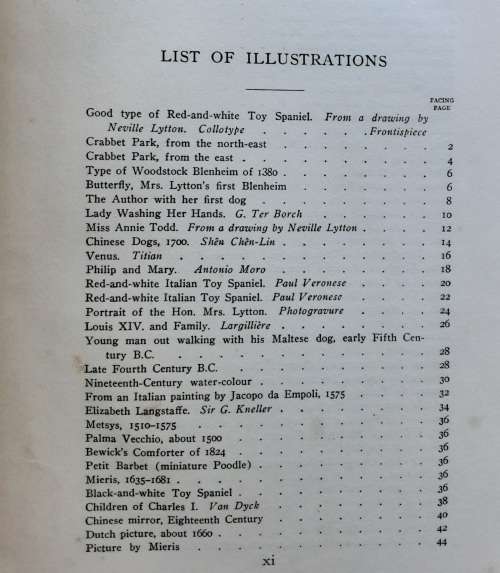 LIST OF ILLUSTRATIONS
FACING
PAGE
Good type of Red-and-white Toy Spaniel. From a drawing by
Neville Lytton. Collotype . . . . . . Frontispiece
Crabbet Park, from the north-east . . . . . . . 2
Crabbet Park, from the east . . . . . . . . 4
Type of Woodstock Blenheim of 1380 . . . . . . . 6
Butterfly, Mrs. Lytton's first Blenheim . . . . . . 6
The Author with her first dog . . . . . . . 8
Lady Washing Her Hands. G. Ter Borch . . . . . . 10
Miss Annie Todd. From a drawing by Neville Lytton . . . . 12
Chinese Dogs, 1700. Shên Chên-Lin . . . . . . 14
Venus. Titian . . . . . . . . . . 16
Philip and Mary. Antonio Moro . . . . . . . 18
Red-and-white Italian Toy Spaniel. Paul Veronese . . . . 20
Red-and-white Italian Toy Spaniel. Paul Veronese . . . . 22
Portrait of the Hon. Mrs. Lytton. Photogravure . . . . 24
Louis XIV. and Family. Largillière . . . . . . 26
Young man out walking with his Maltese dog, early Fifth Cen-
tury B.C. . . . . . . . . . . 28
Late Fourth Century B.C. . . . . . . . . 28
Nineteenth-Century water-colour . . . . . . . 30
From an Italian painting by Jacopo da Empoli, 1575 . . . . 32
Elizabeth Langstaffe. Sir G. Kneller . . . . . . 34
Metsys, 1510-1575 . . . . . . . . . 36
Palma Vecchio, about 1500 . . . . . . . . 36
Bewick's Comforter of 1824 . . . . . . . . 36
Petit Barbet (miniature Poodle) . . . . . . . 36
Mieris, 1635-1681 . . . . . . . . . 36
Black-and-white Toy Spaniel . . . . . . . . 36
Children of Charles I. Van Dyck . . . . . . 38
Chinese mirror, Eighteenth Century . . . . . . 40
Dutch picture, about 1660 . . . . . . . . 42
Picture by Mieris . . . . . . . . . 44
xi